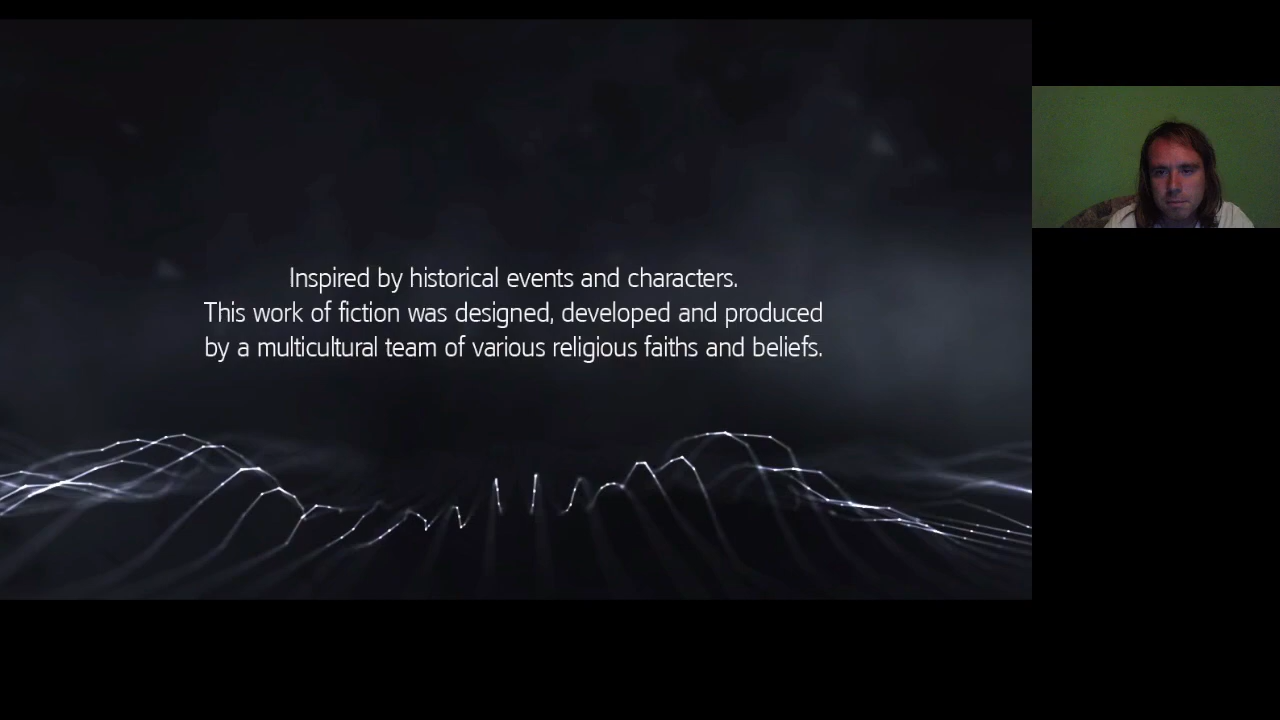 Inspired by historical events and characters.
This work of fiction was designed, developed and produced
by a multicultural team of various religious faiths and beliefs.